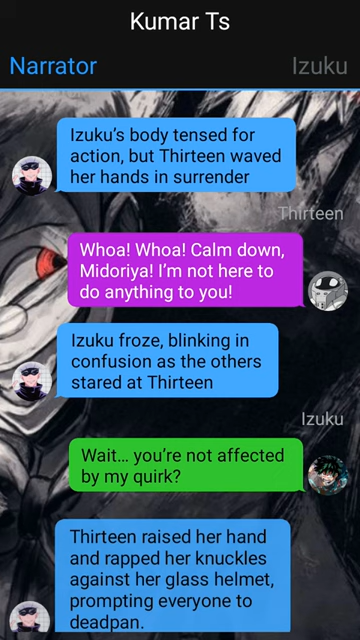 Kumar Ts
Narrator Izuku
Izuku’s body tensed for
action, but Thirteen waved
her hands in surrender
Thirteen
Whoa! Whoa! Calm down,
Midoriya! I’m not here to
do anything to you!
Izuku froze, blinking in
confusion as the others
stared at Thirteen
Izuku
Wait… you’re not affected
by my quirk?
Thirteen raised her hand
and rapped her knuckles
against her glass helmet,
prompting everyone to
deadpan.